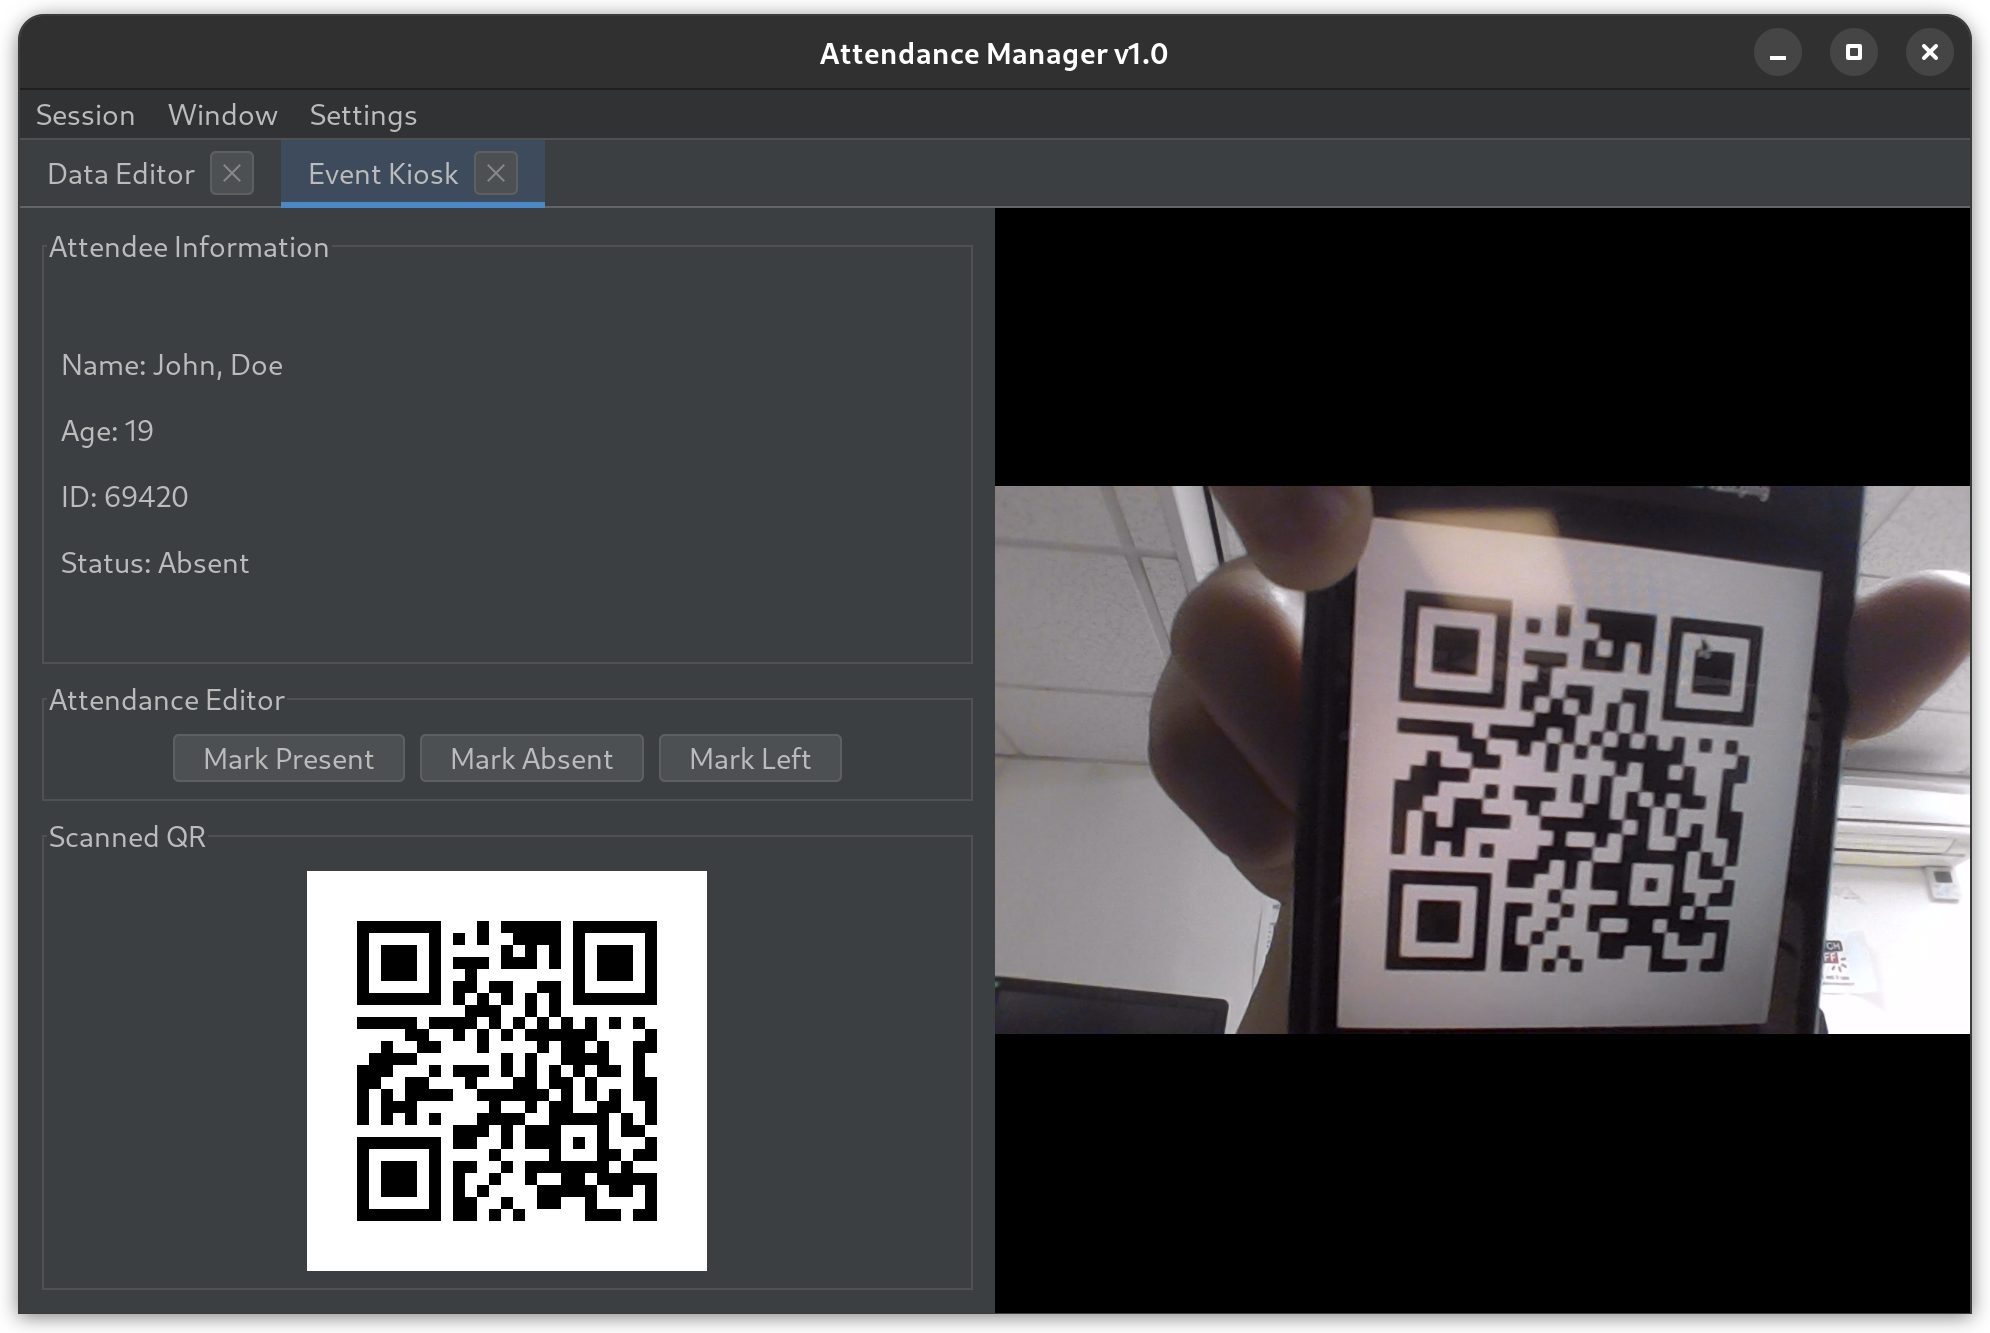 Attendance Manager v1.0
Session Window Settings
Data Editor Event Kiosk
Attendee Information
Name: John, Doe
Age: 19
ID: 69420
Status: Absent
Attendance Editor
Mark Present Mark Absent Mark Left
Scanned QR